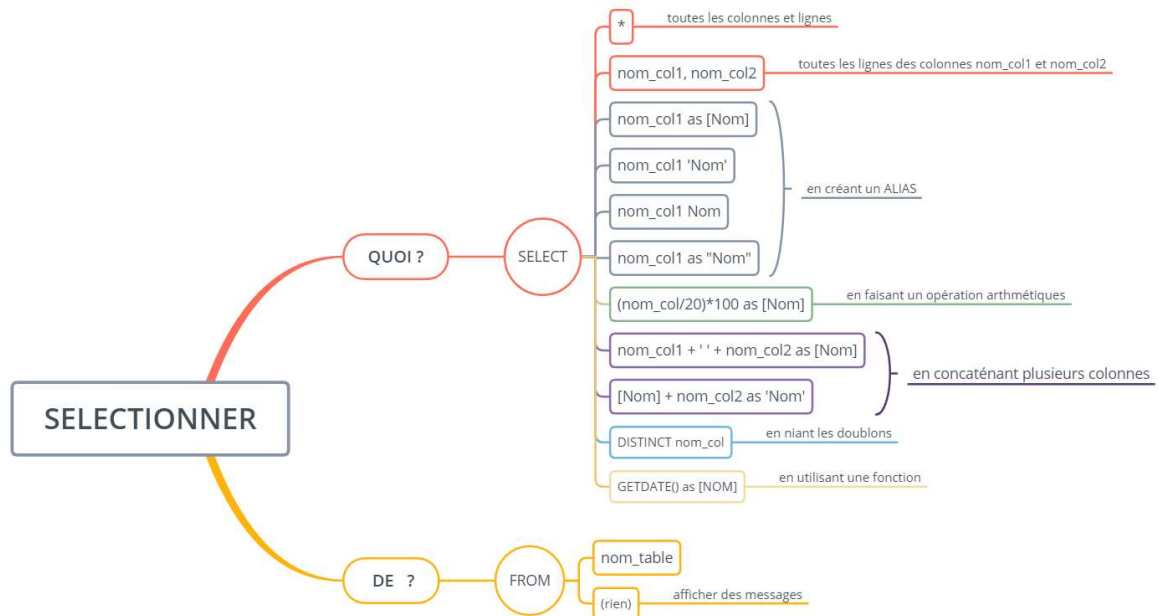 SELECTIONNER
QUOI ?
SELECT
*
toutes les colonnes et lignes
nom_col1, nom_col2
toutes les lignes des colonnes nom_col1 et nom_col2
nom_col1 as [Nom]
nom_col1 'Nom'
nom_col1 Nom
nom_col1 as "Nom"
en créant un ALIAS
(nom_col/20)*100 as [Nom]
en faisant un opération arthmétiques
nom_col1 + ' ' + nom_col2 as [Nom]
[Nom] + nom_col2 as 'Nom'
en concaténant plusieurs colonnes
DISTINCT nom_col
en niant les doublons
GETDATE() as [NOM]
en utilisant une fonction
DE ?
FROM
nom_table
(rien)
afficher des messages